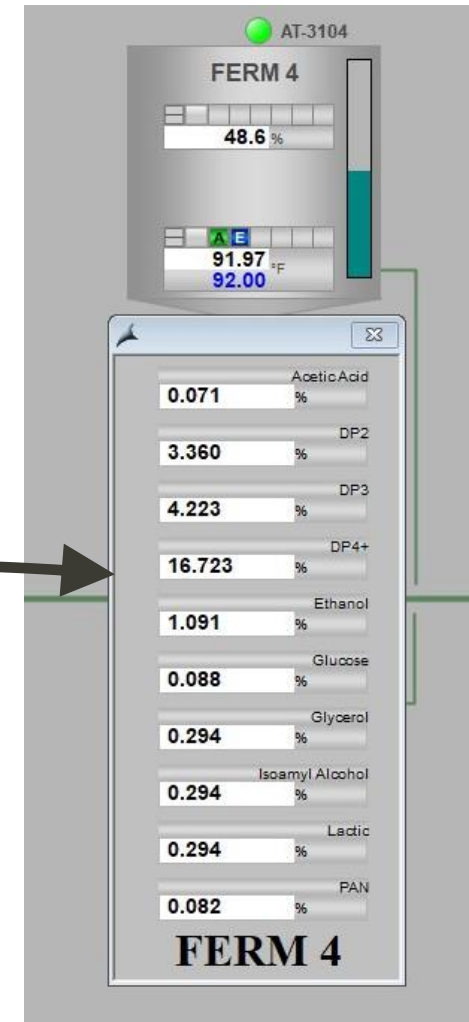 AT-3104
FERM 4
48.6 %
A E
91.97 °F
92.00
Acetic Acid
0.071 %
DP2
3.360 %
DP3
4.223 %
DP4+
16.723 %
Ethanol
1.091 %
Glucose
0.088 %
Glycerol
0.294 %
Isoamyl Alcohol
0.294 %
Lactic
0.294 %
PAN
0.082 %
FERM 4